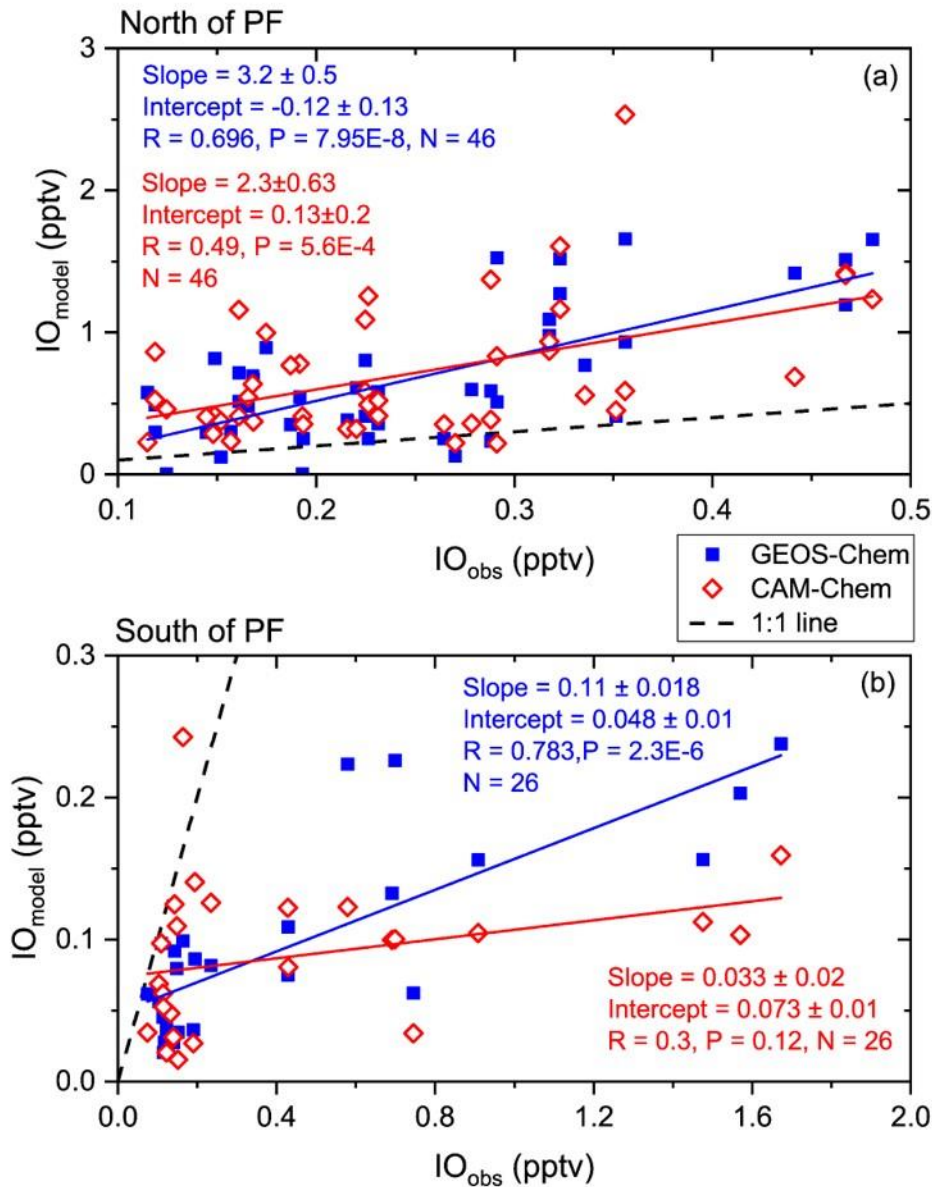 North of PF
(a)
Slope = 3.2 ± 0.5
Intercept = -0.12 ± 0.13
R = 0.696, P = 7.95E-8, N = 46
Slope = 2.3±0.63
Intercept = 0.13±0.2
R = 0.49, P = 5.6E-4
N = 46
3
2
1
0
IOmodel (pptv)
0.1 0.2 0.3 0.4 0.5
IOobs (pptv)
GEOS-Chem
CAM-Chem
1:1 line
South of PF
(b)
Slope = 0.11 ± 0.018
Intercept = 0.048 ± 0.01
R = 0.783,P = 2.3E-6
N = 26
Slope = 0.033 ± 0.02
Intercept = 0.073 ± 0.01
R = 0.3, P = 0.12, N = 26
0.3
0.2
0.1
0.0
IOmodel (pptv)
0.0 0.4 0.8 1.2 1.6 2.0
IOobs (pptv)